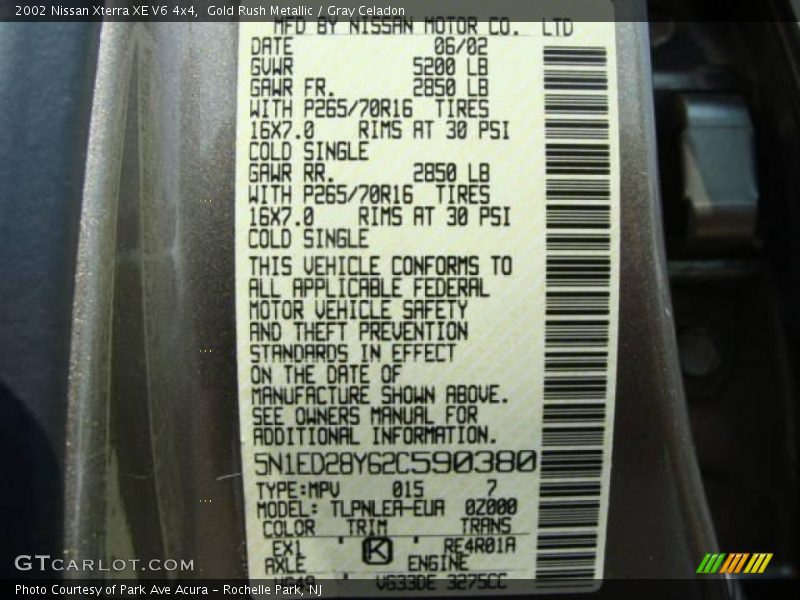 2002 Nissan Xterra XE V6 4x4,  Gold Rush Metallic / Gray Celadon
MFD BY NISSAN MOTOR CO. LTD
DATE 06/02
GVWR 5200 LB
GAWR FR. 2850 LB
WITH P265/70R16 TIRES
16X7.0 RIMS AT 30 PSI
COLD SINGLE
GAWR RR. 2850 LB
WITH P265/70R16 TIRES
16X7.0 RIMS AT 30 PSI
COLD SINGLE
THIS VEHICLE CONFORMS TO
ALL APPLICABLE FEDERAL
MOTOR VEHICLE SAFETY
AND THEFT PREVENTION
STANDARDS IN EFFECT
ON THE DATE OF
MANUFACTURE SHOWN ABOVE.
SEE OWNERS MANUAL FOR
ADDITIONAL INFORMATION.
5N1ED28Y62C590380
TYPE:MPV 015 7
MODEL: TLPNLEA-EUA 0Z000
COLOR TRIM TRANS
EX1 K RE4R01A
AXLE ENGINE
VG33DE 3275CC
GTCARLOT.COM
Photo Courtesy of Park Ave Acura - Rochelle Park, NJ